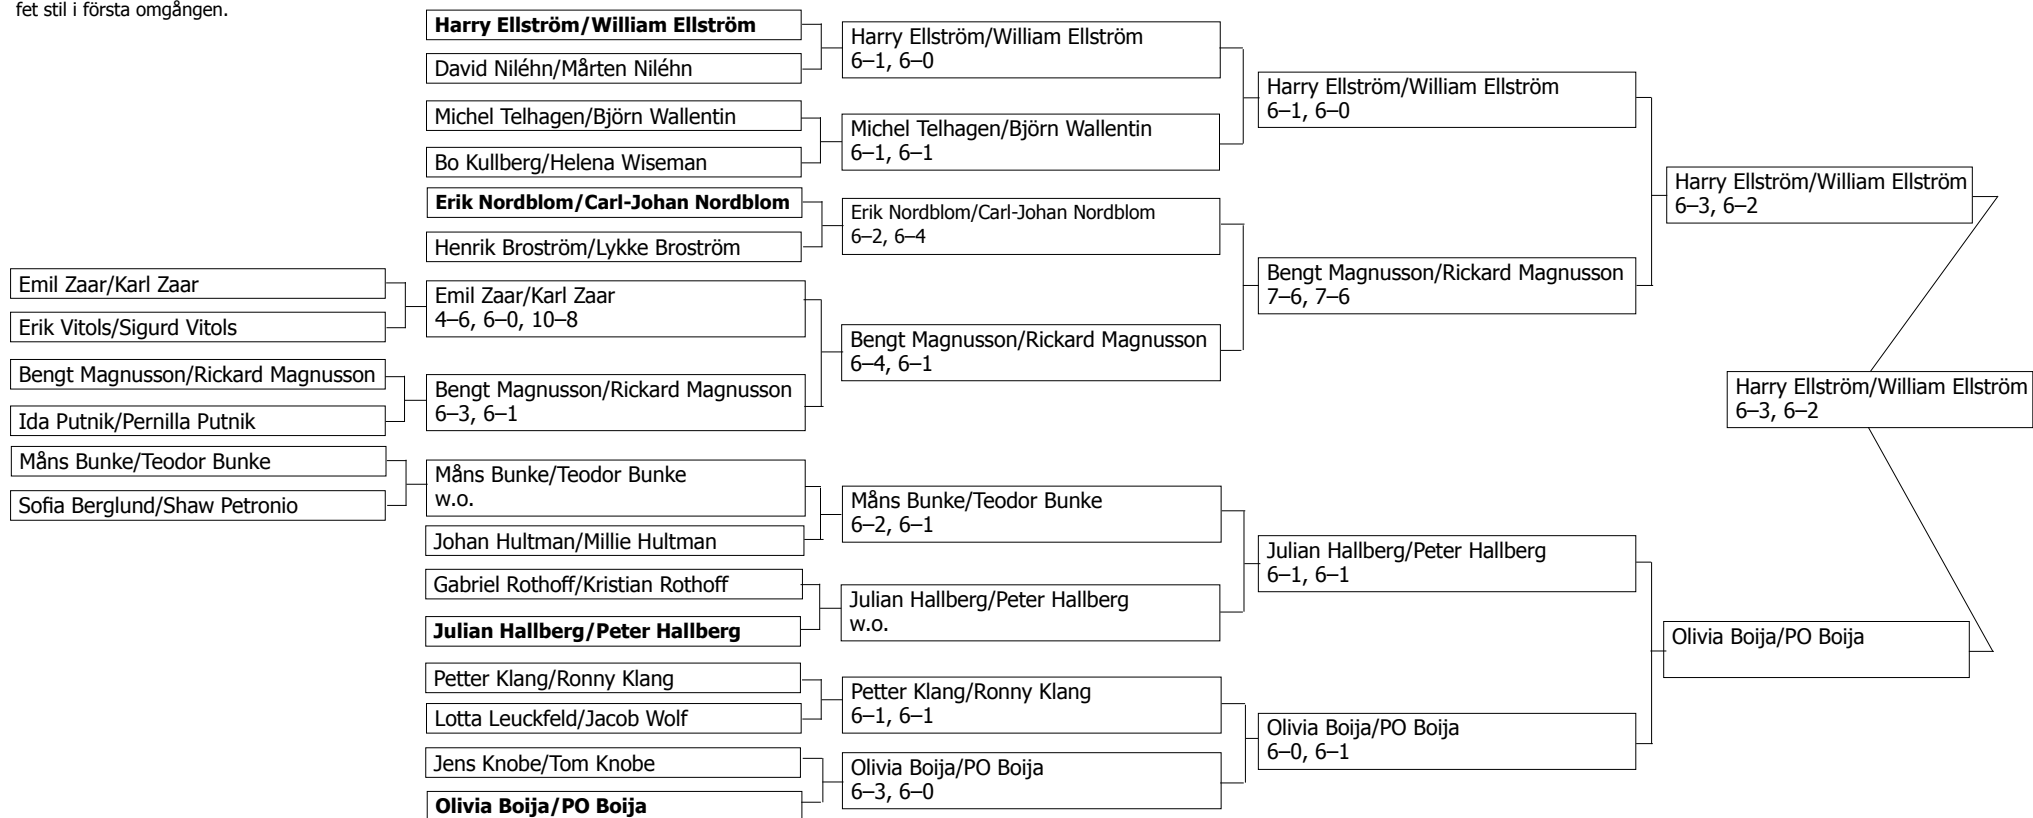 fet stil i första omgången.
Emil Zaar/Karl Zaar
Erik Vitols/Sigurd Vitols
Bengt Magnusson/Rickard Magnusson
Ida Putnik/Pernilla Putnik
Måns Bunke/Teodor Bunke
Sofia Berglund/Shaw Petronio
Harry Ellström/William Ellström
David Niléhn/Mårten Niléhn
Michel Telhagen/Björn Wallentin
Bo Kullberg/Helena Wiseman
Erik Nordblom/Carl-Johan Nordblom
Henrik Broström/Lykke Broström
Emil Zaar/Karl Zaar
4–6, 6–0, 10–8
Bengt Magnusson/Rickard Magnusson
6–3, 6–1
Måns Bunke/Teodor Bunke
w.o.
Johan Hultman/Millie Hultman
Gabriel Rothoff/Kristian Rothoff
Julian Hallberg/Peter Hallberg
Petter Klang/Ronny Klang
Lotta Leuckfeld/Jacob Wolf
Jens Knobe/Tom Knobe
Olivia Boija/PO Boija
Harry Ellström/William Ellström
6–1, 6–0
Michel Telhagen/Björn Wallentin
6–1, 6–1
Erik Nordblom/Carl-Johan Nordblom
6–2, 6–4
Bengt Magnusson/Rickard Magnusson
6–4, 6–1
Måns Bunke/Teodor Bunke
6–2, 6–1
Julian Hallberg/Peter Hallberg
w.o.
Petter Klang/Ronny Klang
6–1, 6–1
Olivia Boija/PO Boija
6–3, 6–0
Harry Ellström/William Ellström
6–1, 6–0
Bengt Magnusson/Rickard Magnusson
7–6, 7–6
Julian Hallberg/Peter Hallberg
6–1, 6–1
Olivia Boija/PO Boija
6–0, 6–1
Harry Ellström/William Ellström
6–3, 6–2
Olivia Boija/PO Boija
Harry Ellström/William Ellström
6–3, 6–2